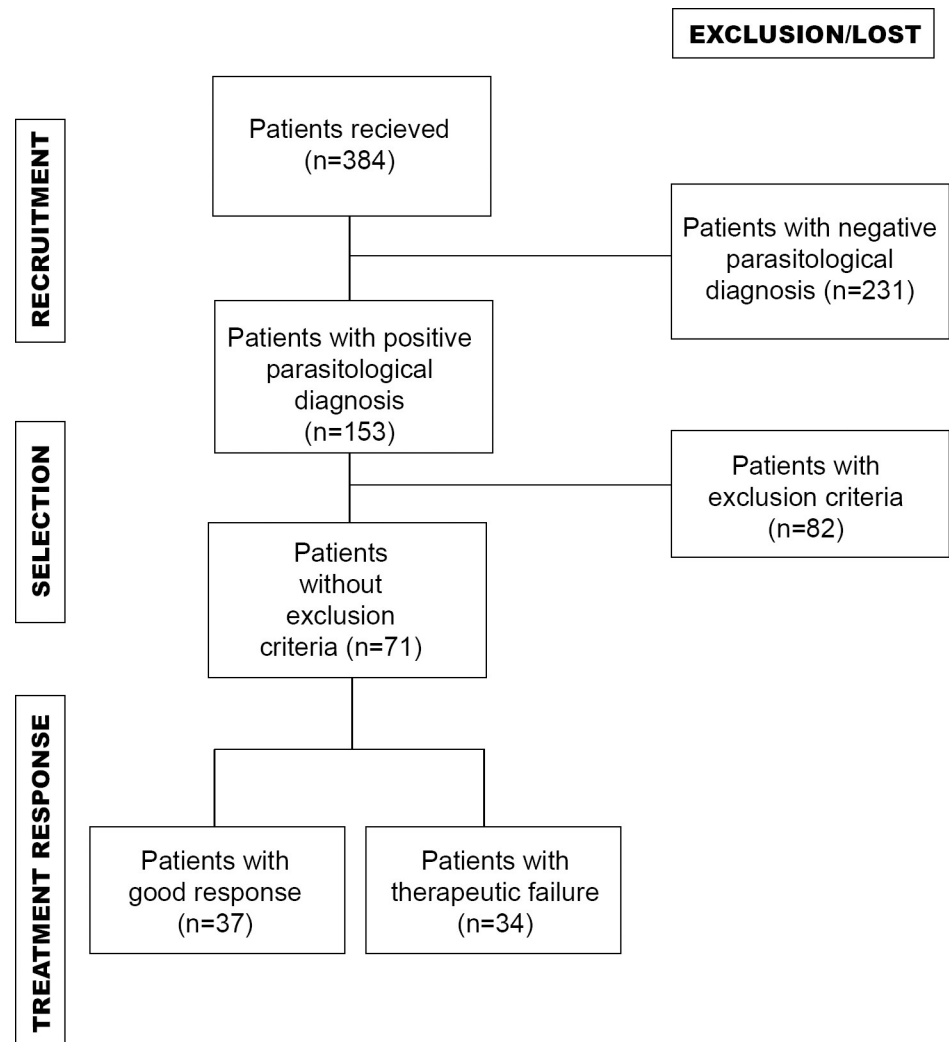 EXCLUSION/LOST
RECRUITMENT
Patients recieved
(n=384)
Patients with negative
parasitological
diagnosis (n=231)
Patients with positive
parasitological
diagnosis
(n=153)
SELECTION
Patients with
exclusion criteria
(n=82)
Patients
without
exclusion
criteria (n=71)
TREATMENT RESPONSE
Patients with
good response
(n=37)
Patients with
therapeutic failure
(n=34)